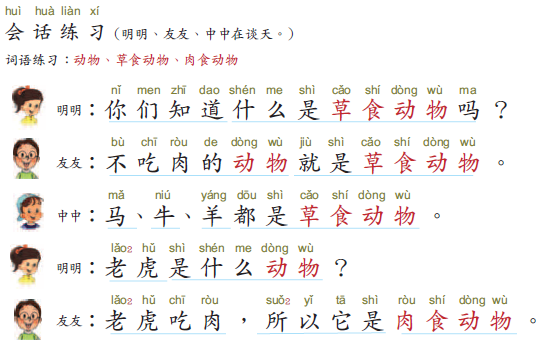 huì huà liàn xí
会话练习（明明、友友、中中在谈天。）
词语练习：动物、草食动物、肉食动物
nǐ men zhī dao shén me shì cǎo shí dòng wù ma
明明：你们知道什么是草食动物吗？
bù chī ròu de dòng wù jiù shì cǎo shí dòng wù
友友：不吃肉的动物就是草食动物。
mǎ niú yáng dōu shì cǎo shí dòng wù
中中：马、牛、羊都是草食动物。
lǎo2 hǔ shì shén me dòng wù
明明：老虎是什么动物？
lǎo2 hǔ chī ròu suǒ2 yǐ tā shì ròu shí dòng wù
友友：老虎吃肉，所以它是肉食动物。